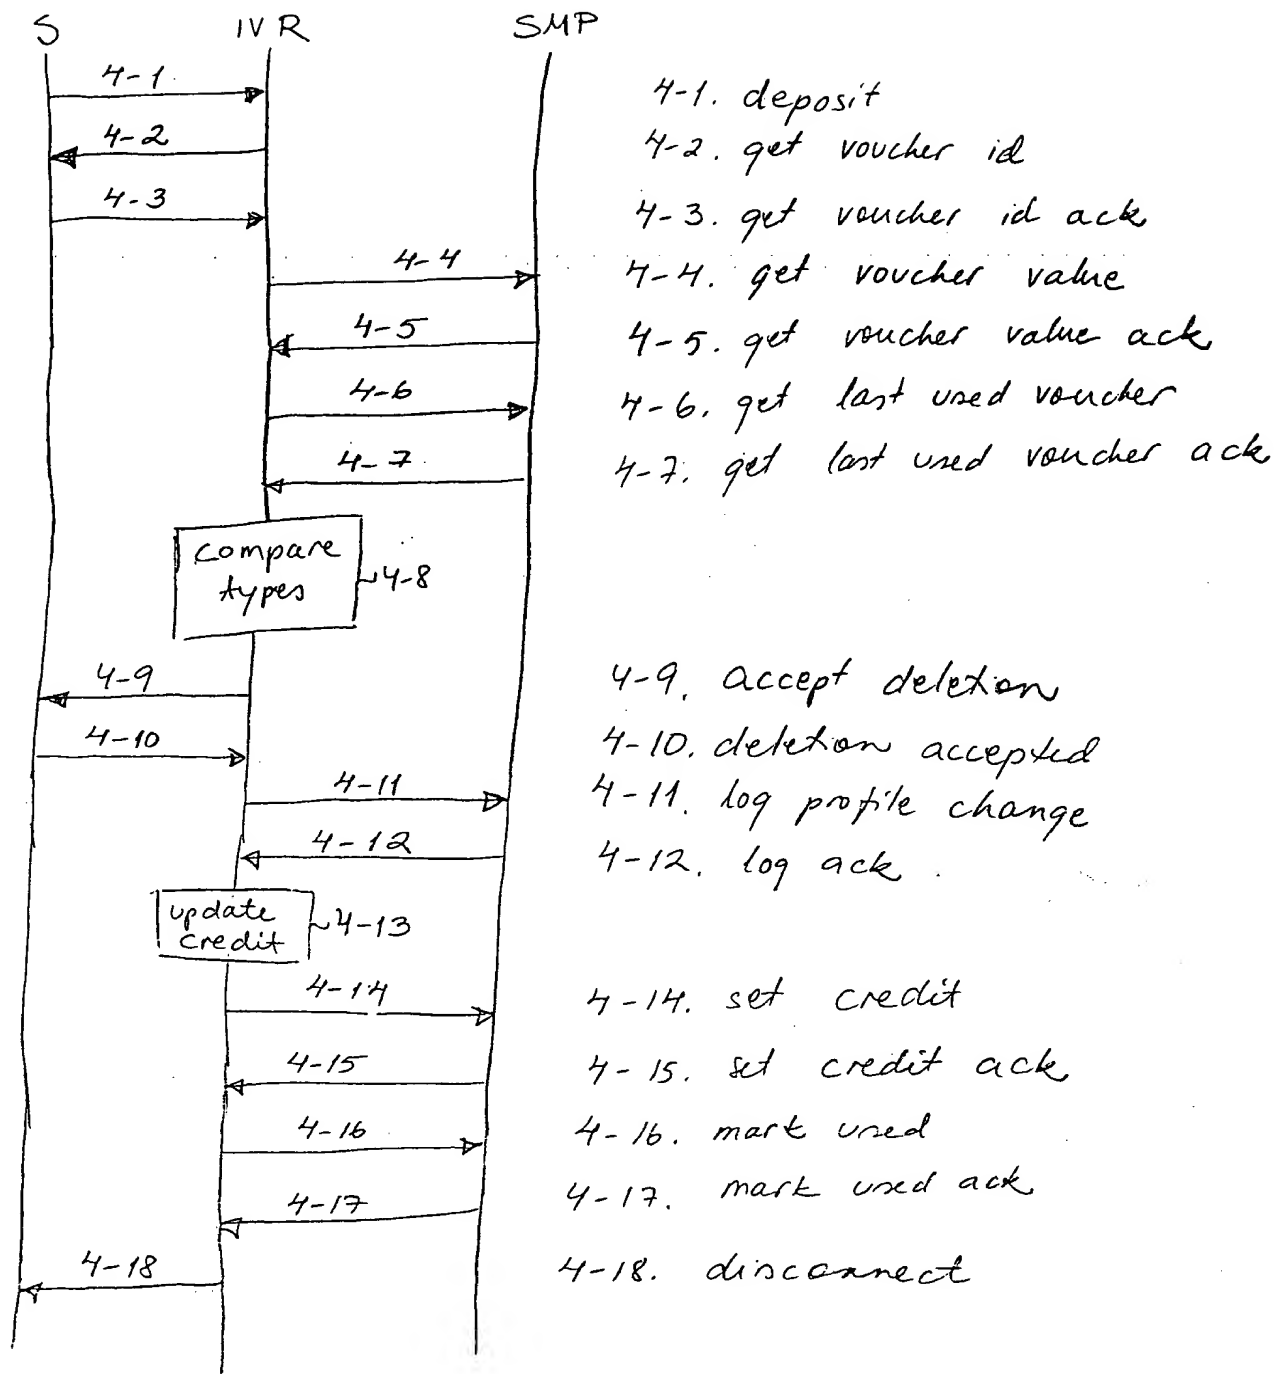 S IVR SMP
4-1 4-1. deposit
4-2 4-2. get voucher id
4-3 4-3. get voucher id ack
4-4 4-4. get voucher value
4-5 4-5. get voucher value ack
4-6 4-6. get last used voucher
4-7 4-7. get last used voucher ack
compare
types 4-8
4-9 4-9. accept deletion
4-10 4-10. deletion accepted
4-11 4-11. log profile change
4-12 4-12. log ack
update
credit 4-13
4-14 4-14. set credit
4-15 4-15. set credit ack
4-16 4-16. mark used
4-17 4-17. mark used ack
4-18 4-18. disconnect